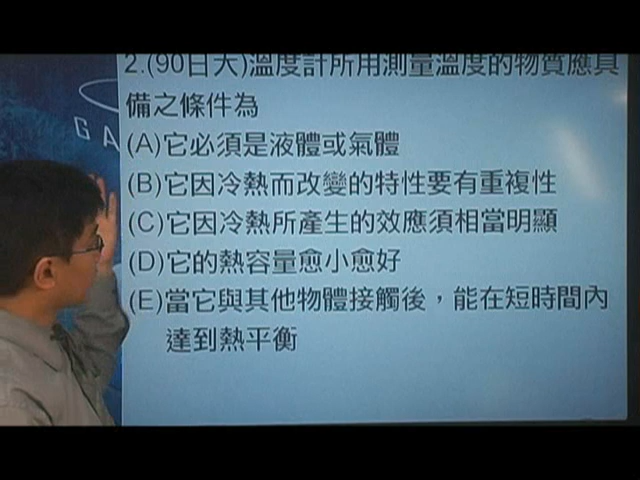 2.(90日大)溫度計所用測量溫度的物質應具
備之條件為
(A)它必須是液體或氣體
(B)它因冷熱而改變的特性要有重複性
(C)它因冷熱所產生的效應須相當明顯
(D)它的熱容量愈小愈好
(E)當它與其他物體接觸後，能在短時間內
達到熱平衡
GA